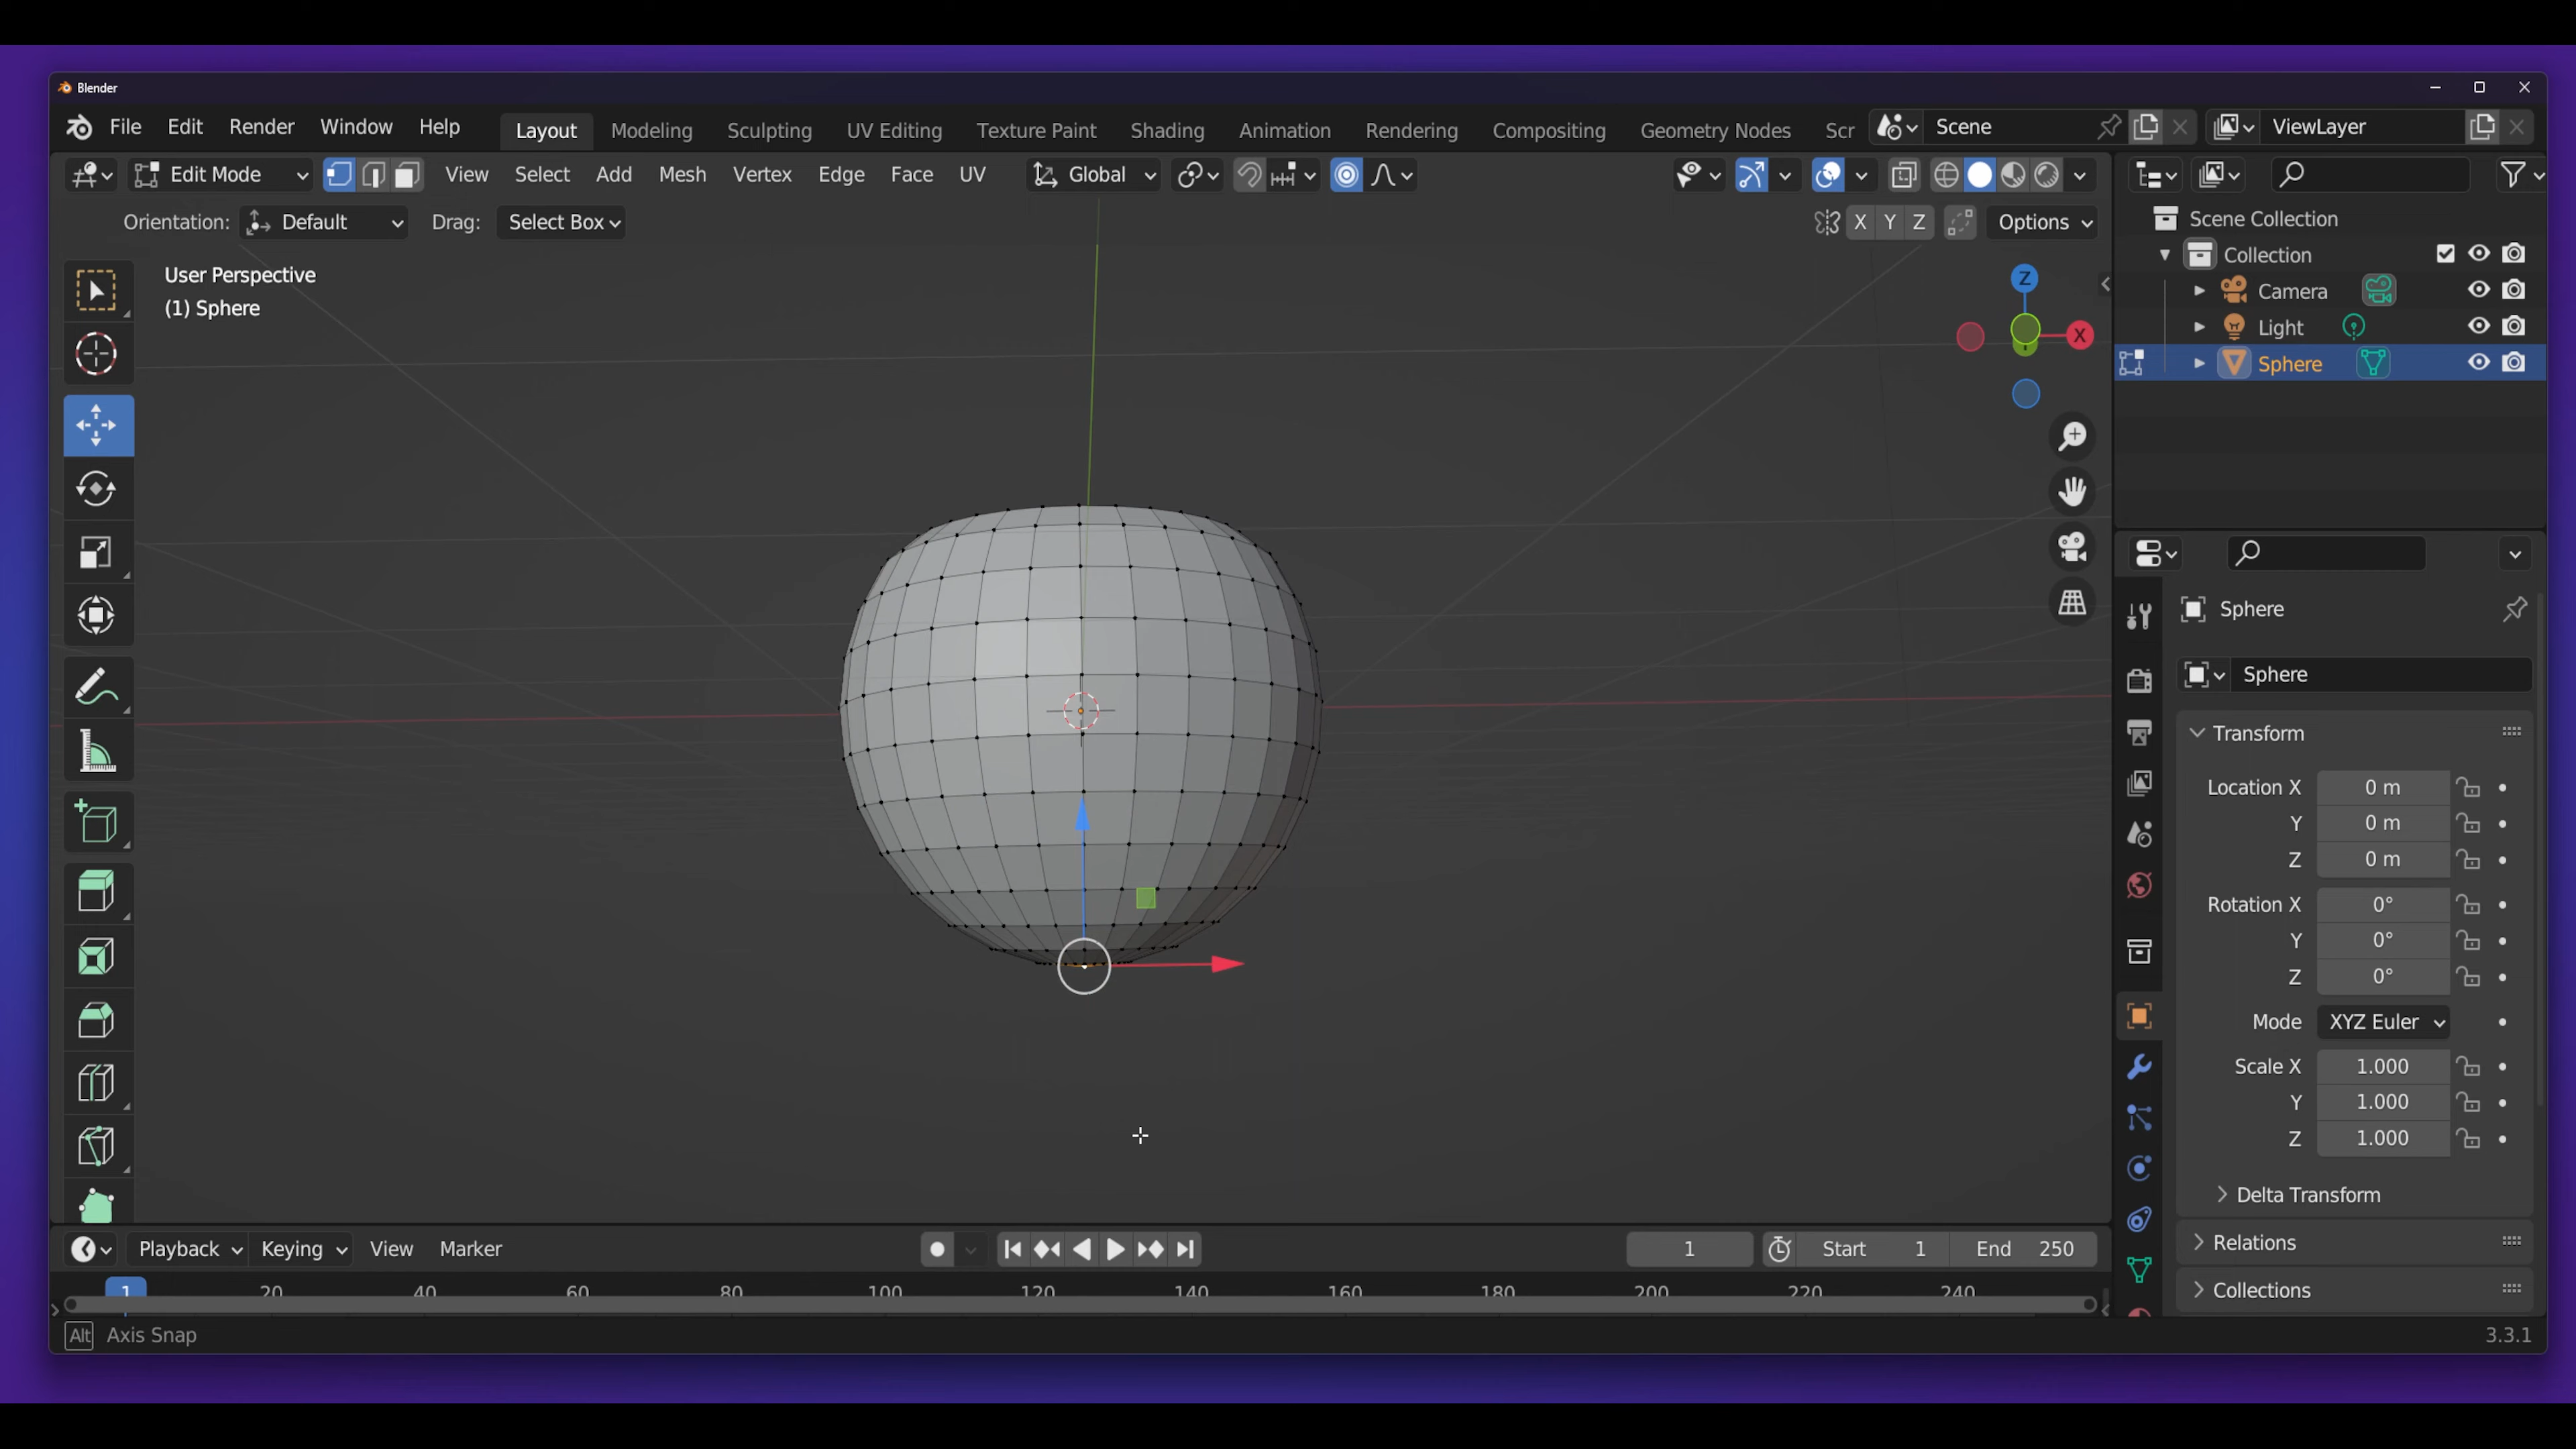 Blender
File Edit Render Window Help Layout Modeling Sculpting UV Editing Texture Paint Shading Animation Rendering Compositing Geometry Nodes Scr Scene ViewLayer
Edit Mode View Select Add Mesh Vertex Edge Face UV Global
Orientation: Default Drag: Select Box X Y Z Options
User Perspective
(1) Sphere
Z
X
Scene Collection
Collection
Camera
Light
Sphere
Sphere
Sphere
Transform
Location X 0 m
Y 0 m
Z 0 m
Rotation X 0°
Y 0°
Z 0°
Mode XYZ Euler
Scale X 1.000
Y 1.000
Z 1.000
Delta Transform
Relations
Collections
Playback Keying View Marker 1 Start 1 End 250
1 20 40 60 80 100 120 140 160 180 200 220 240
Alt Axis Snap 3.3.1